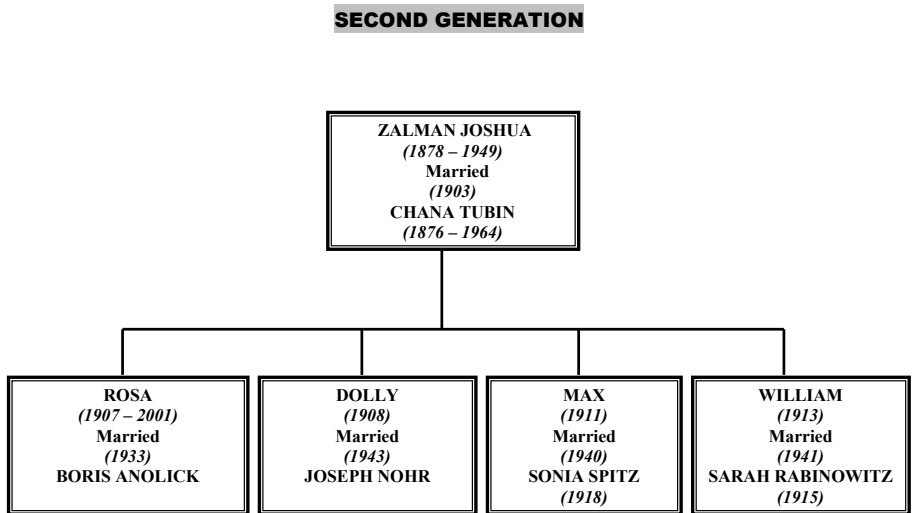 SECOND GENERATION
ZALMAN JOSHUA
(1878 – 1949)
Married
(1903)
CHANA TUBIN
(1876 – 1964)
ROSA
(1907 – 2001)
Married
(1933)
BORIS ANOLICK
DOLLY
(1908)
Married
(1943)
JOSEPH NOHR
MAX
(1911)
Married
(1940)
SONIA SPITZ
(1918)
WILLIAM
(1913)
Married
(1941)
SARAH RABINOWITZ
(1915)